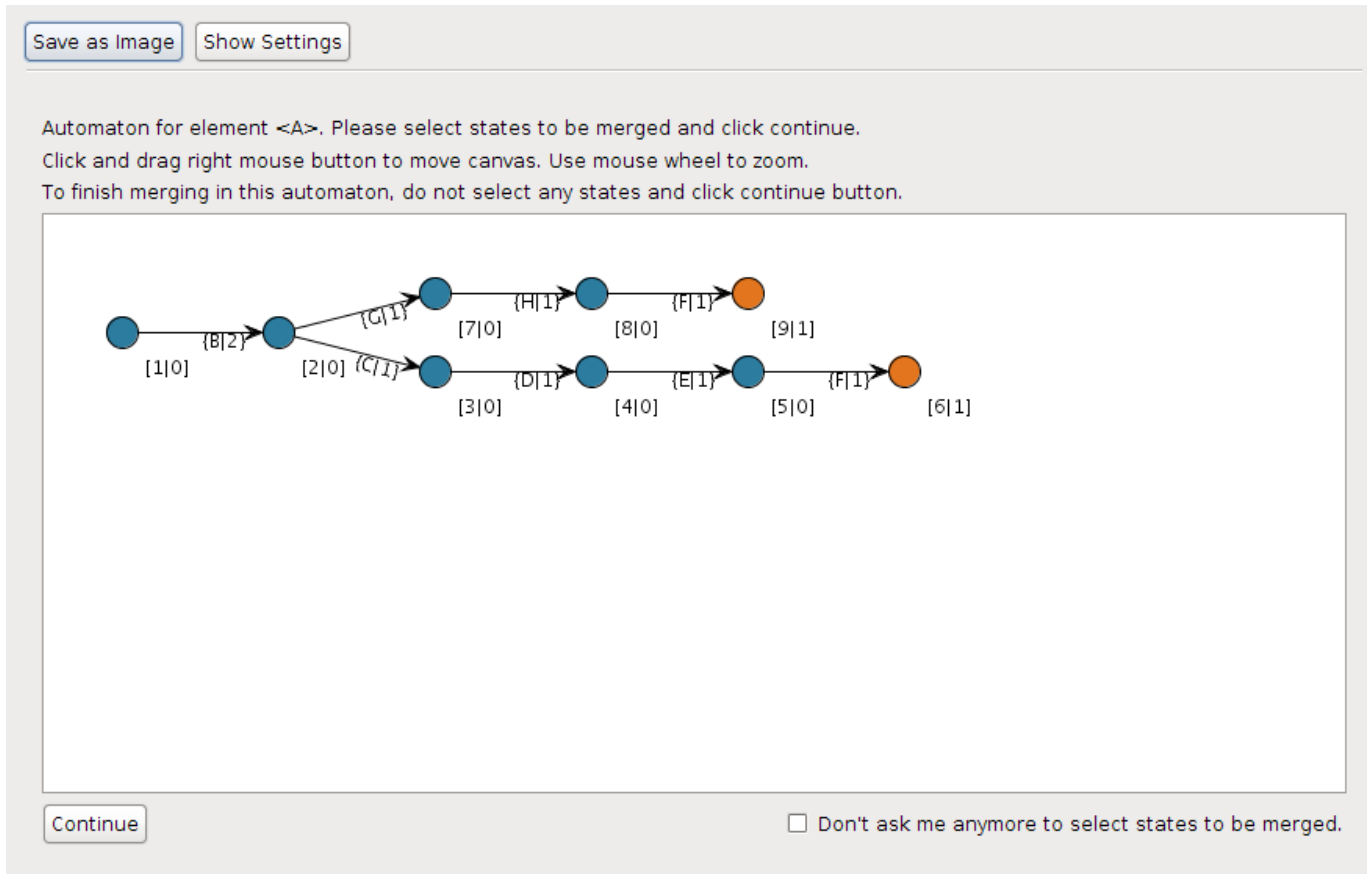 Save as Image Show Settings
Automaton for element <A>. Please select states to be merged and click continue.
Click and drag right mouse button to move canvas. Use mouse wheel to zoom.
To finish merging in this automaton, do not select any states and click continue button.
{G|1} {H|1} {F|1}
{B|2} [7|0] [8|0] [9|1]
[1|0] [2|0] {C|1} {D|1} {E|1} {F|1}
[3|0] [4|0] [5|0] [6|1]
Continue Don't ask me anymore to select states to be merged.